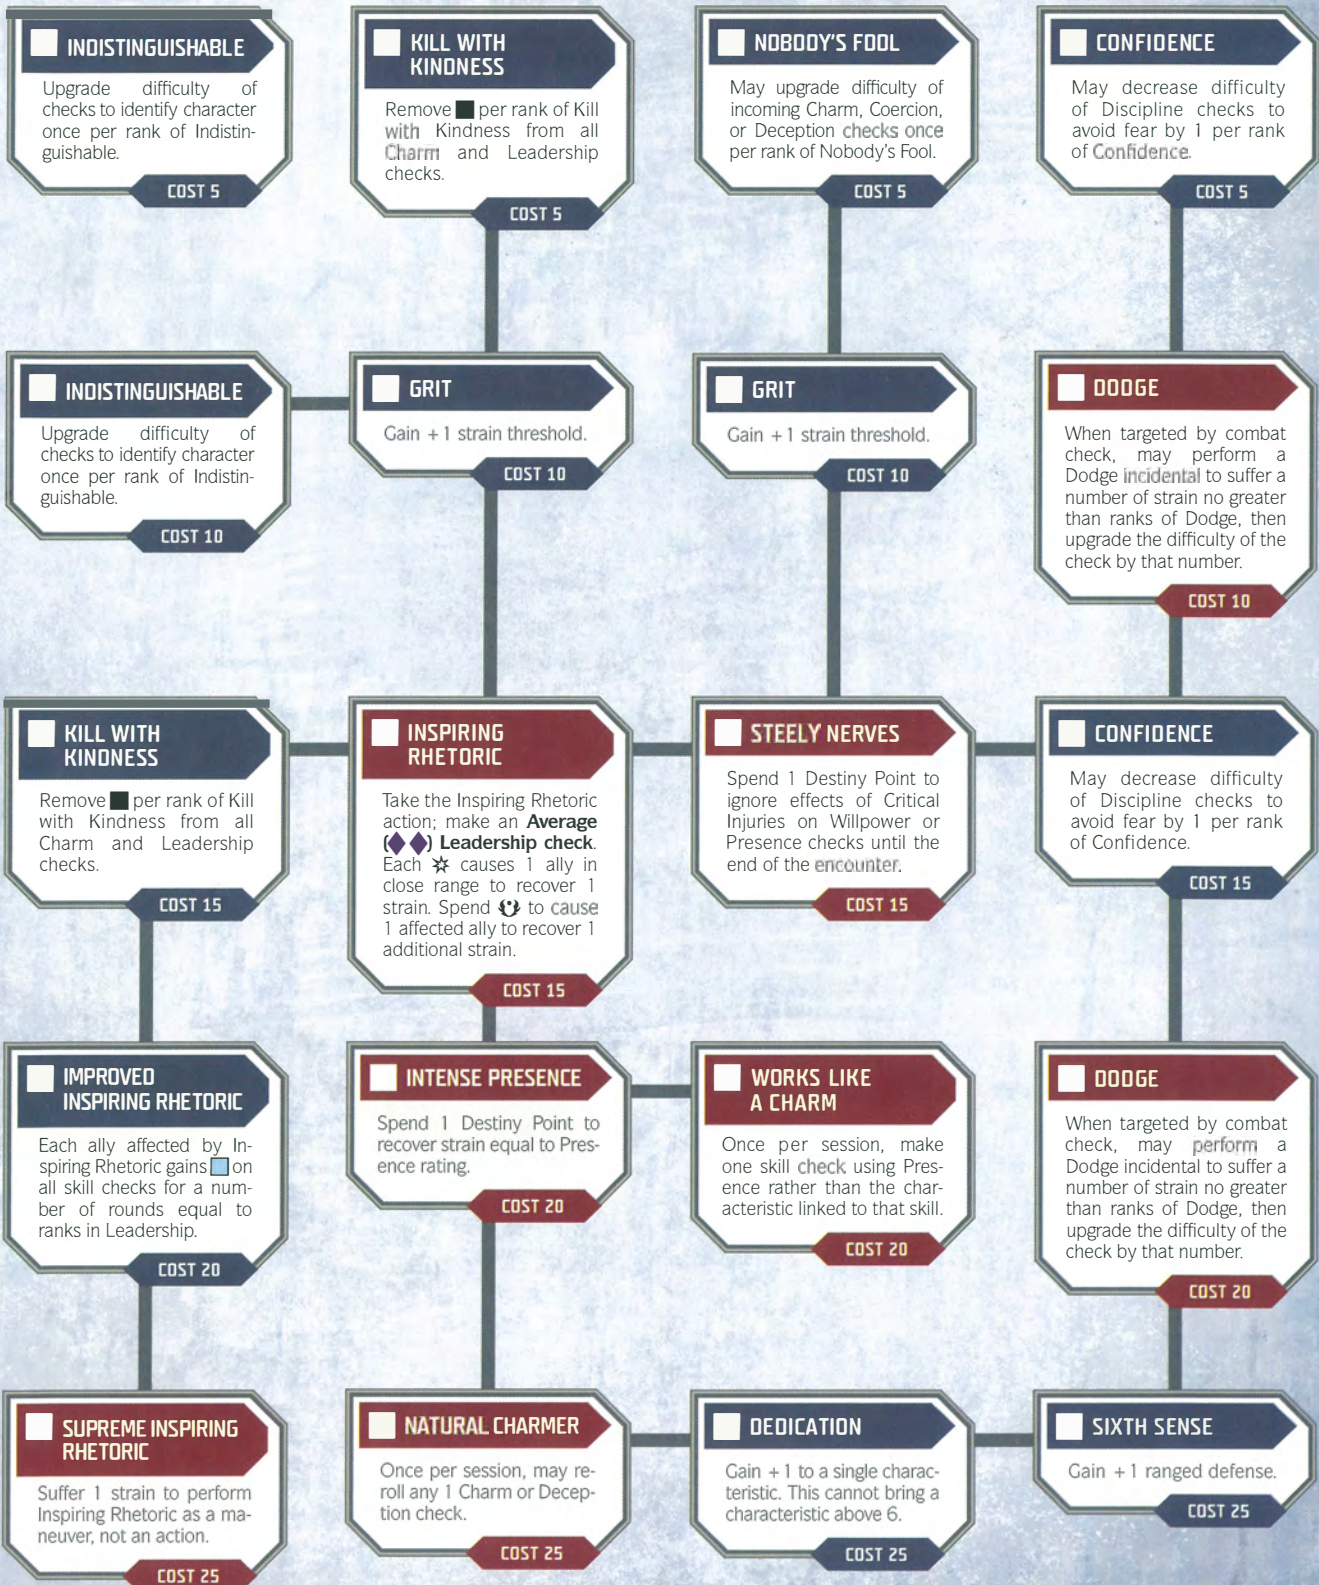 INDISTINGUISHABLE
Upgrade difficulty of
checks to identify character
once per rank of Indistin-
guishable.
COST 5
KILL WITH
KINDNESS
Remove ■ per rank of Kill
with Kindness from all
Charm and Leadership
checks.
COST 5
NOBODY'S FOOL
May upgrade difficulty of
incoming Charm, Coercion,
or Deception checks once
per rank of Nobody's Fool.
COST 5
CONFIDENCE
May decrease difficulty
of Discipline checks to
avoid fear by 1 per rank
of Confidence.
COST 5
INDISTINGUISHABLE
Upgrade difficulty of
checks to identify character
once per rank of Indistin-
guishable.
COST 10
GRIT
Gain +1 strain threshold.
COST 10
GRIT
Gain +1 strain threshold.
COST 10
DODGE
When targeted by combat
check, may perform a
Dodge incidental to suffer a
number of strain no greater
than ranks of Dodge, then
upgrade the difficulty of the
check by that number.
COST 10
KILL WITH
KINDNESS
Remove ■ per rank of Kill
with Kindness from all
Charm and Leadership
checks.
COST 15
INSPIRING
RHETORIC
Take the Inspiring Rhetoric
action; make an Average
(◆◆) Leadership check.
Each causes 1 ally in
close range to recover 1
strain. Spend to cause
1 affected ally to recover 1
additional strain.
COST 15
STEELY NERVES
Spend 1 Destiny Point to
ignore effects of Critical
Injuries on Willpower or
Presence checks until the
end of the encounter.
COST 15
CONFIDENCE
May decrease difficulty
of Discipline checks to
avoid fear by 1 per rank
of Confidence.
COST 15
IMPROVED
INSPIRING RHETORIC
Each ally affected by In-
spiring Rhetoric gains on
all skill checks for a num-
ber of rounds equal to
ranks in Leadership.
COST 20
INTENSE PRESENCE
Spend 1 Destiny Point to
recover strain equal to Pres-
ence rating.
COST 20
WORKS LIKE
A CHARM
Once per session, make
one skill check using Pres-
ence rather than the char-
acteristic linked to that skill.
COST 20
DODGE
When targeted by combat
check, may perform a
Dodge incidental to suffer a
number of strain no greater
than ranks of Dodge, then
upgrade the difficulty of the
check by that number.
COST 20
SUPREME INSPIRING
RHETORIC
Suffer 1 strain to perform
Inspiring Rhetoric as a ma-
neuver, not an action.
COST 25
NATURAL CHARMER
Once per session, may re-
roll any 1 Charm or Decep-
tion check.
COST 25
DEDICATION
Gain +1 to a single charac-
teristic. This cannot bring a
characteristic above 6.
COST 25
SIXTH SENSE
Gain +1 ranged defense.
COST 25